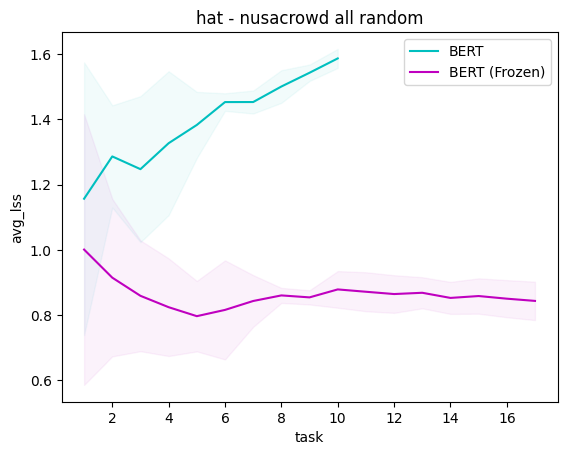 hat - nusacrowd all random
BERT
BERT (Frozen)
avg_lss
1.6
1.4
1.2
1.0
0.8
0.6
2 4 6 8 10 12 14 16
task